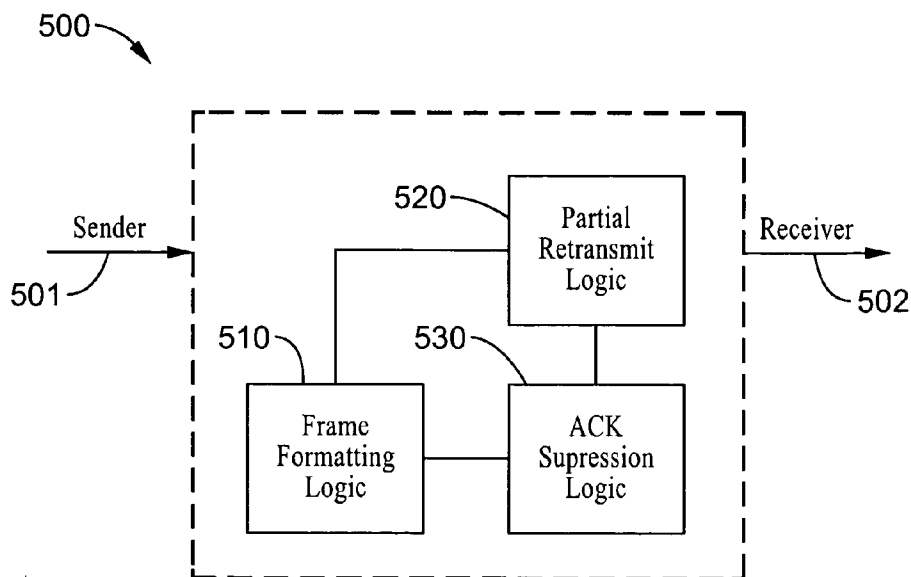 500
520
Partial
Retransmit
Logic
Sender
501
Receiver
502
510
530
Frame
Formatting
Logic
ACK
Supression
Logic